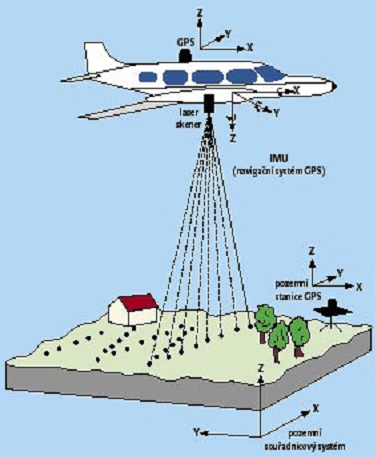 Z
Y
GPS
X
X
laser
skener
Y
Z
IMU
(navigační systém GPS)
Z
Y
pozemní
stanice GPS
X
Z
X
Y
pozemní
souřadnicový systém